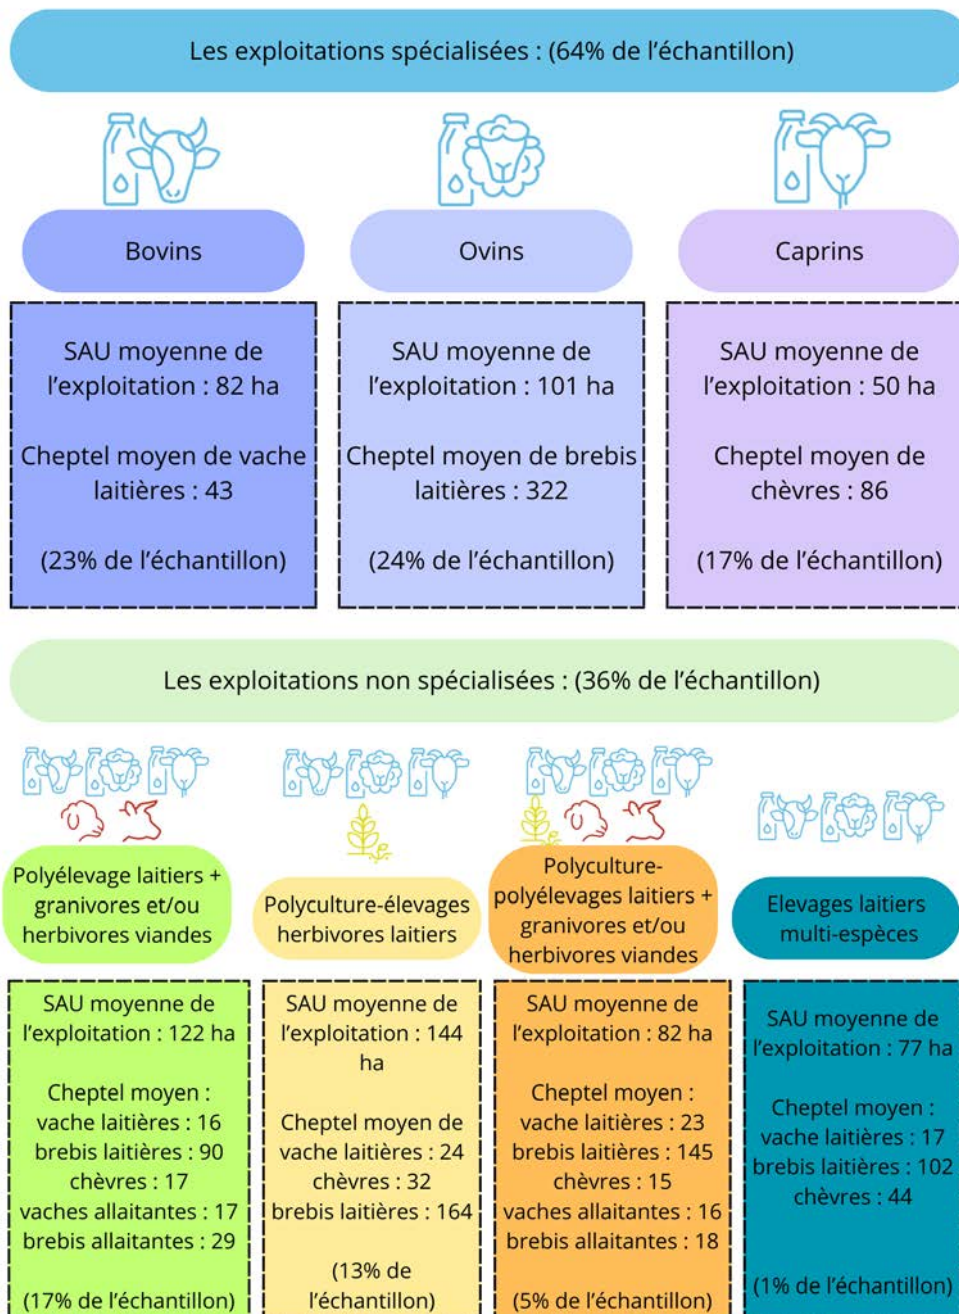 Les exploitations spécialisées : (64% de l'échantillon)
Bovins
SAU moyenne de
l'exploitation : 82 ha
Cheptel moyen de vache
laitières : 43
(23% de l'échantillon)
Ovins
SAU moyenne de
l'exploitation : 101 ha
Cheptel moyen de brebis
laitières : 322
(24% de l'échantillon)
Caprins
SAU moyenne de
l'exploitation : 50 ha
Cheptel moyen de
chèvres : 86
(17% de l'échantillon)
Les exploitations non spécialisées : (36% de l'échantillon)
Polyélevage laitiers +
granivores et/ou
herbivores viandes
SAU moyenne de
l'exploitation : 122 ha
Cheptel moyen :
vache laitières : 16
brebis laitières : 90
chèvres : 17
vaches allaitantes : 17
brebis allaitantes : 29
(17% de l'échantillon)
Polyculture-élevages
herbivores laitiers
SAU moyenne de
l'exploitation : 144
ha
Cheptel moyen de
vache laitières : 24
chèvres : 32
brebis laitières : 164
(13% de
l'échantillon)
Polyculture-
polyélevages laitiers +
granivores et/ou
herbivores viandes
SAU moyenne de
l'exploitation : 82 ha
Cheptel moyen :
vache laitières : 23
brebis laitières : 145
chèvres : 15
vaches allaitantes : 16
brebis allaitantes : 18
(5% de l'échantillon)
Elevages laitiers
multi-espèces
SAU moyenne de
l'exploitation : 77 ha
Cheptel moyen :
vache laitières : 17
brebis laitières : 102
chèvres : 44
(1% de l'échantillon)